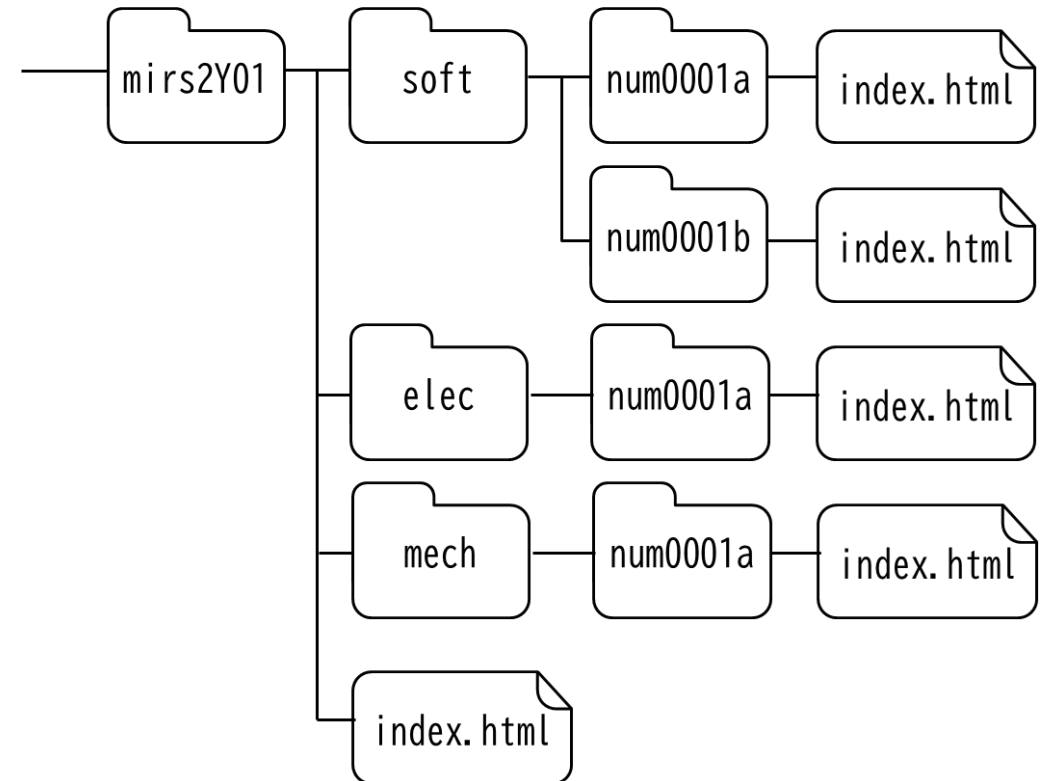 mirs2Y01
soft
num0001a
index.html
num0001b
index.html
elec
num0001a
index.html
mech
num0001a
index.html
index.html